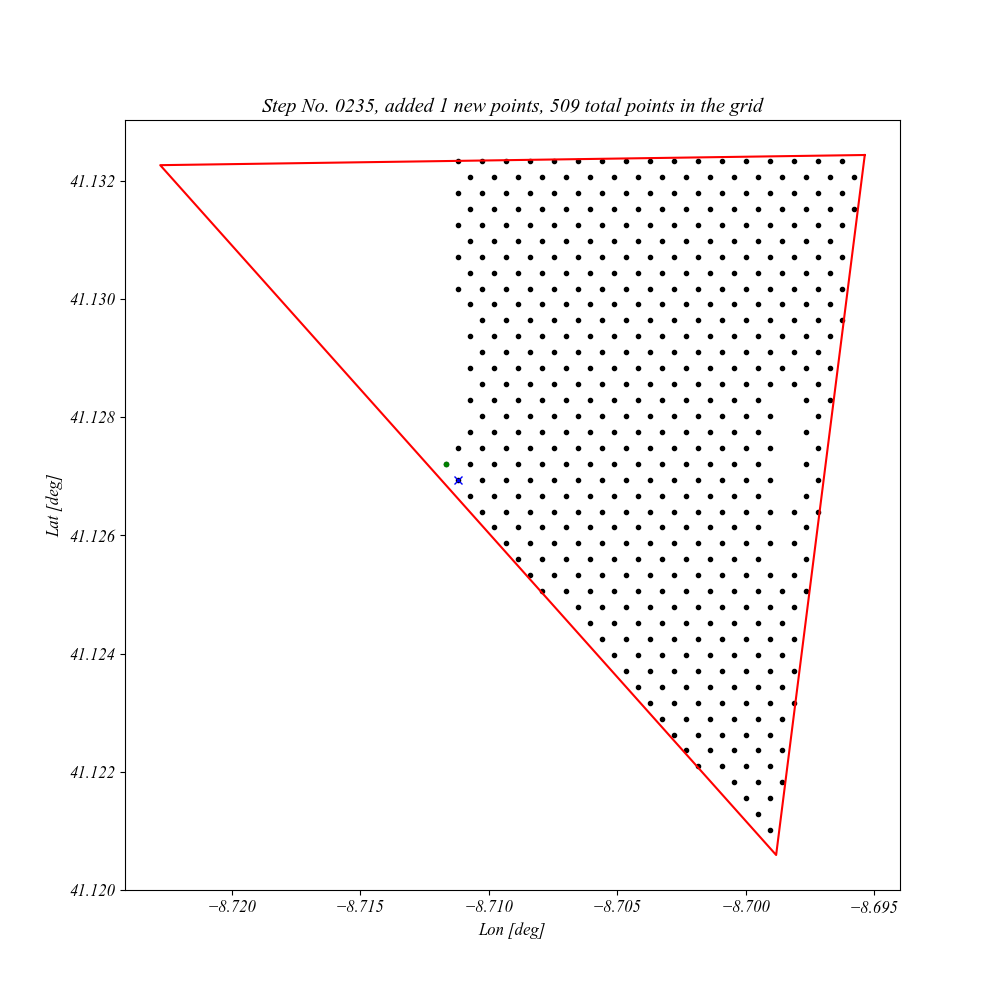 Step No. 0235, added 1 new points, 509 total points in the grid
41.132
41.130
41.128
41.126
41.124
41.122
41.120
Lat [deg]
−8.720 −8.715 −8.710 −8.705 −8.700 −8.695
Lon [deg]